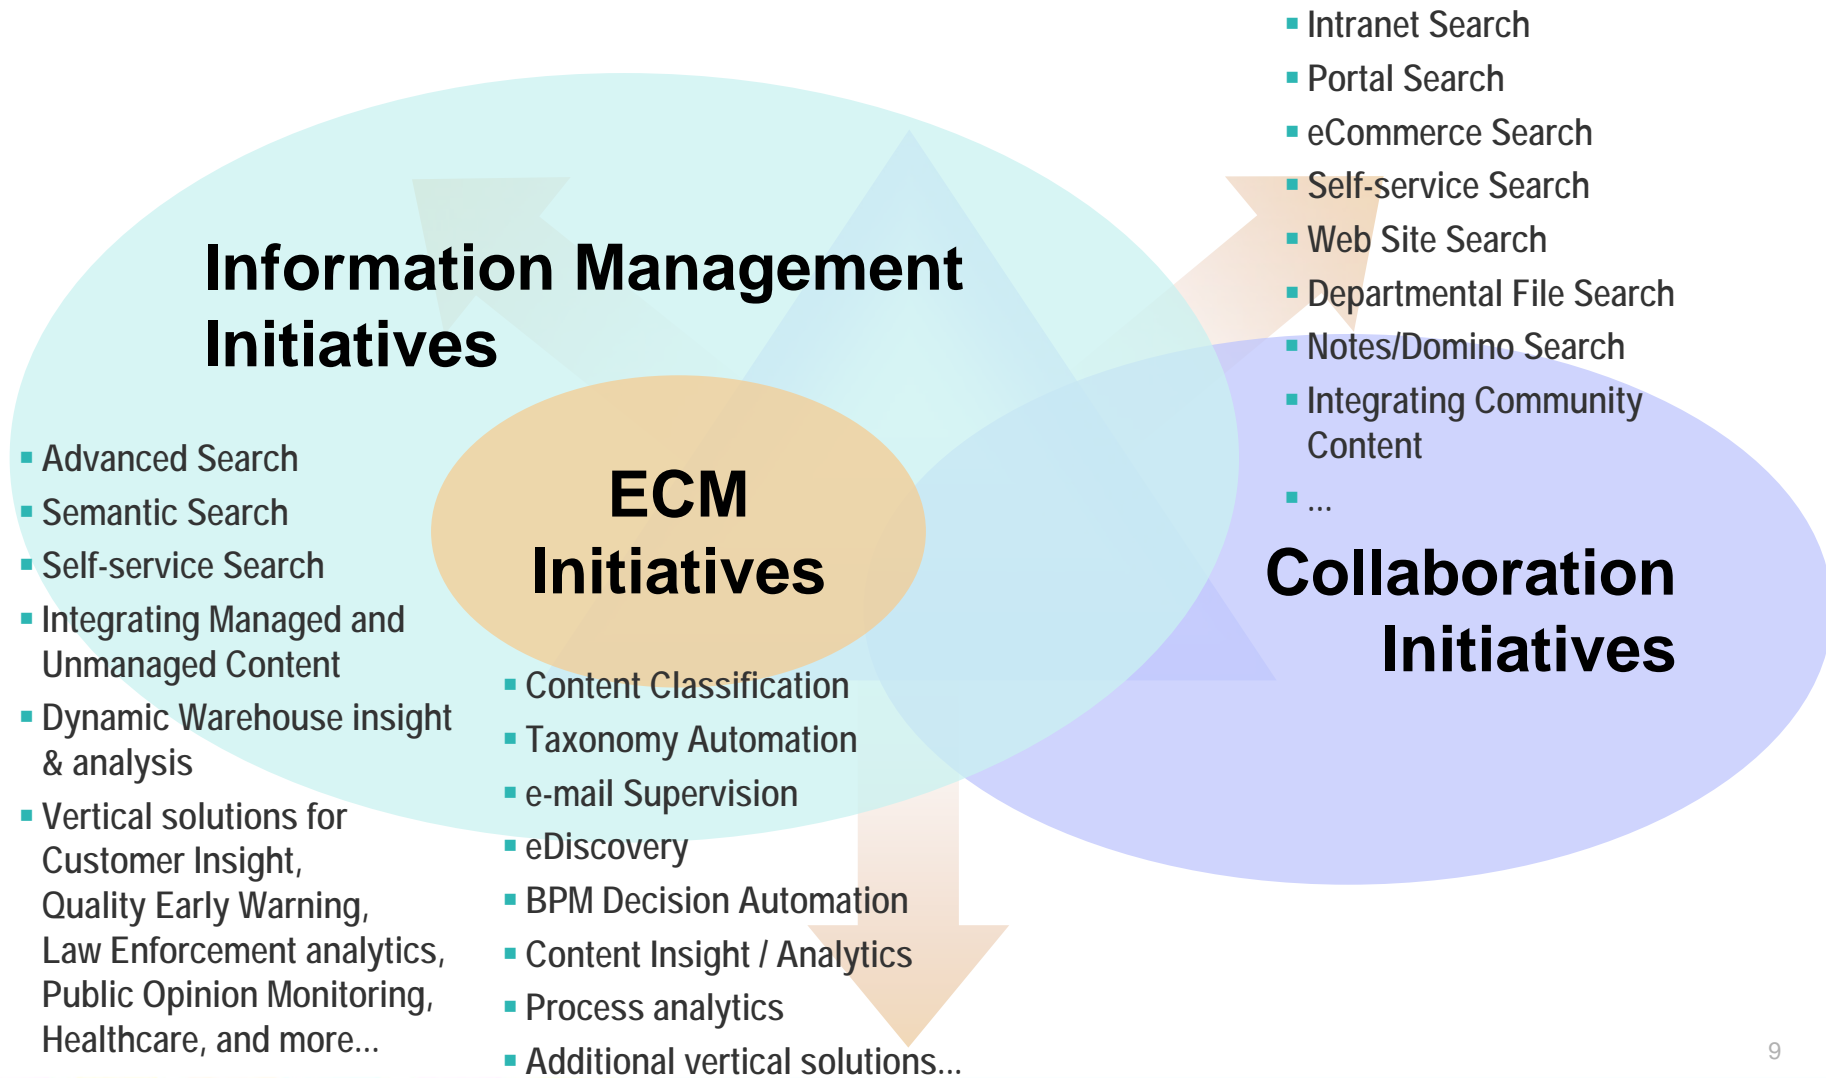 Information Management
Initiatives
▪ Advanced Search
▪ Semantic Search
▪ Self-service Search
▪ Integrating Managed and
Unmanaged Content
▪ Dynamic Warehouse insight
& analysis
▪ Vertical solutions for
Customer Insight,
Quality Early Warning,
Law Enforcement analytics,
Public Opinion Monitoring,
Healthcare, and more...
ECM
Initiatives
▪ Content Classification
▪ Taxonomy Automation
▪ e-mail Supervision
▪ eDiscovery
▪ BPM Decision Automation
▪ Content Insight / Analytics
▪ Process analytics
▪ Additional vertical solutions...
▪ Intranet Search
▪ Portal Search
▪ eCommerce Search
▪ Self-service Search
▪ Web Site Search
▪ Departmental File Search
▪ Notes/Domino Search
▪ Integrating Community
Content
▪ ...
Collaboration
Initiatives
9